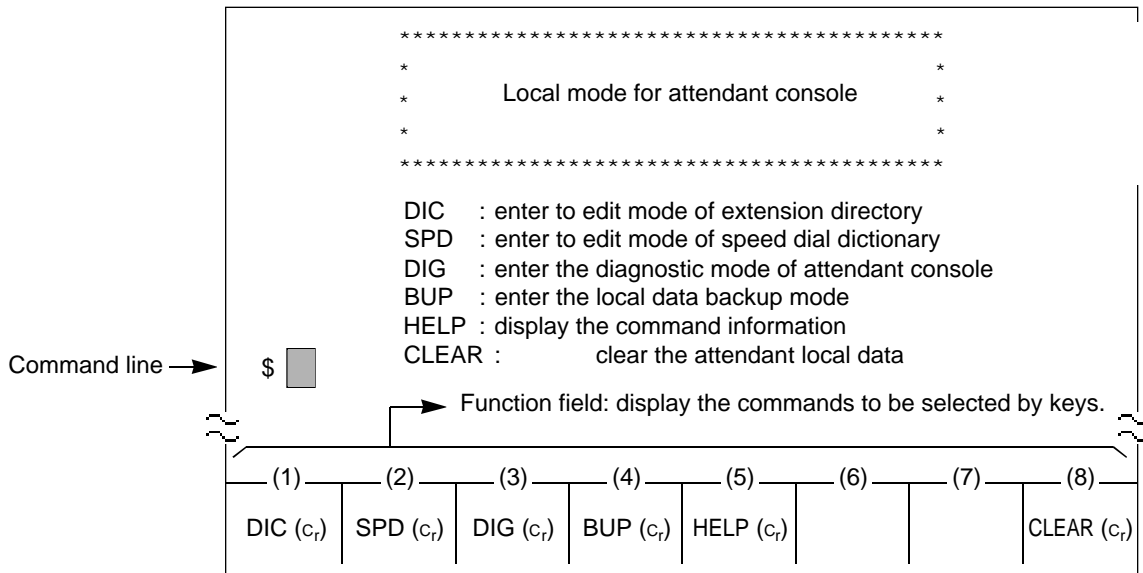 ******************************************
* *
* Local mode for attendant console *
* *
******************************************
DIC : enter to edit mode of extension directory
SPD : enter to edit mode of speed dial dictionary
DIG : enter the diagnostic mode of attendant console
BUP : enter the local data backup mode
HELP : display the command information
CLEAR : clear the attendant local data
Command line
$
Function field: display the commands to be selected by keys.
(1) (2) (3) (4) (5) (6) (7) (8)
DIC (Cr) SPD (Cr) DIG (Cr) BUP (Cr) HELP (Cr) CLEAR (Cr)